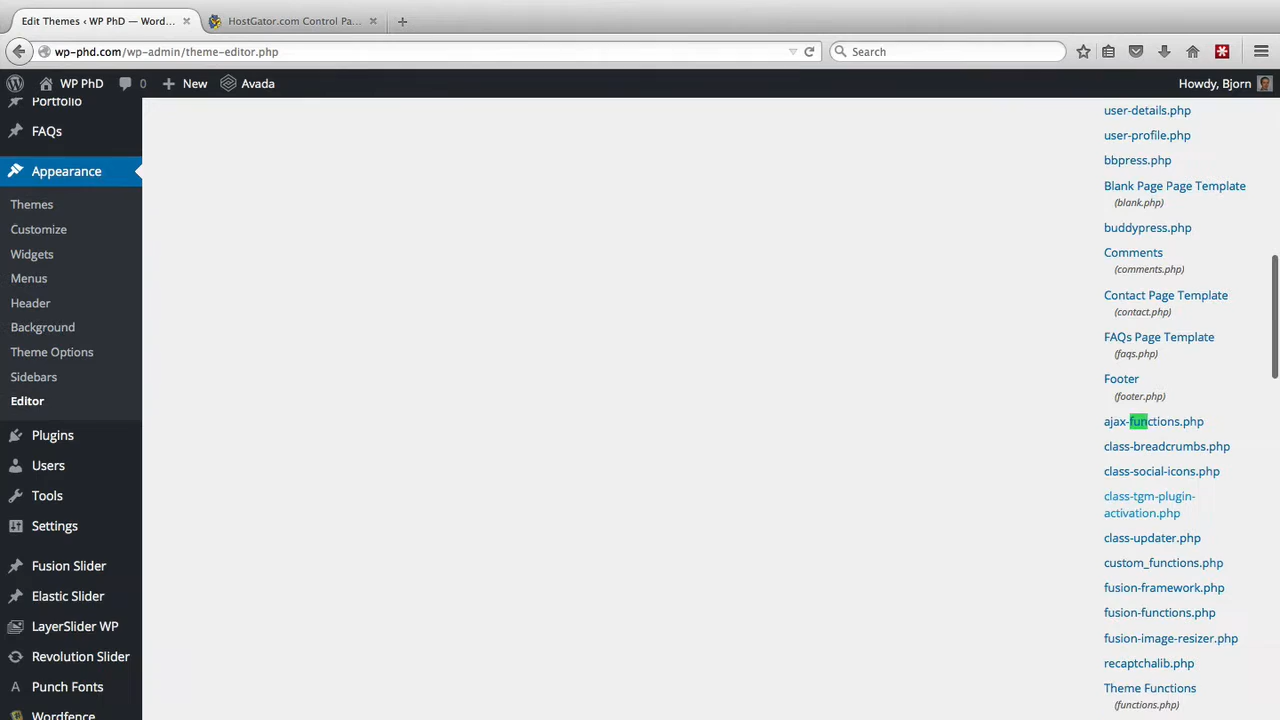 Edit Themes ‹ WP PhD — Word...
HostGator.com Control Pa...
wp-phd.com/wp-admin/theme-editor.php
Search
WP PhD
0
New
Avada
Howdy, Bjorn
Portfolio
FAQs
Appearance
Themes
Customize
Widgets
Menus
Header
Background
Theme Options
Sidebars
Editor
Plugins
Users
Tools
Settings
Fusion Slider
Elastic Slider
LayerSlider WP
Revolution Slider
Punch Fonts
Wordfence
user-details.php
user-profile.php
bbpress.php
Blank Page Page Template
(blank.php)
buddypress.php
Comments
(comments.php)
Contact Page Template
(contact.php)
FAQs Page Template
(faqs.php)
Footer
(footer.php)
ajax-functions.php
class-breadcrumbs.php
class-social-icons.php
class-tgm-plugin-
activation.php
class-updater.php
custom_functions.php
fusion-framework.php
fusion-functions.php
fusion-image-resizer.php
recaptchalib.php
Theme Functions
(functions.php)